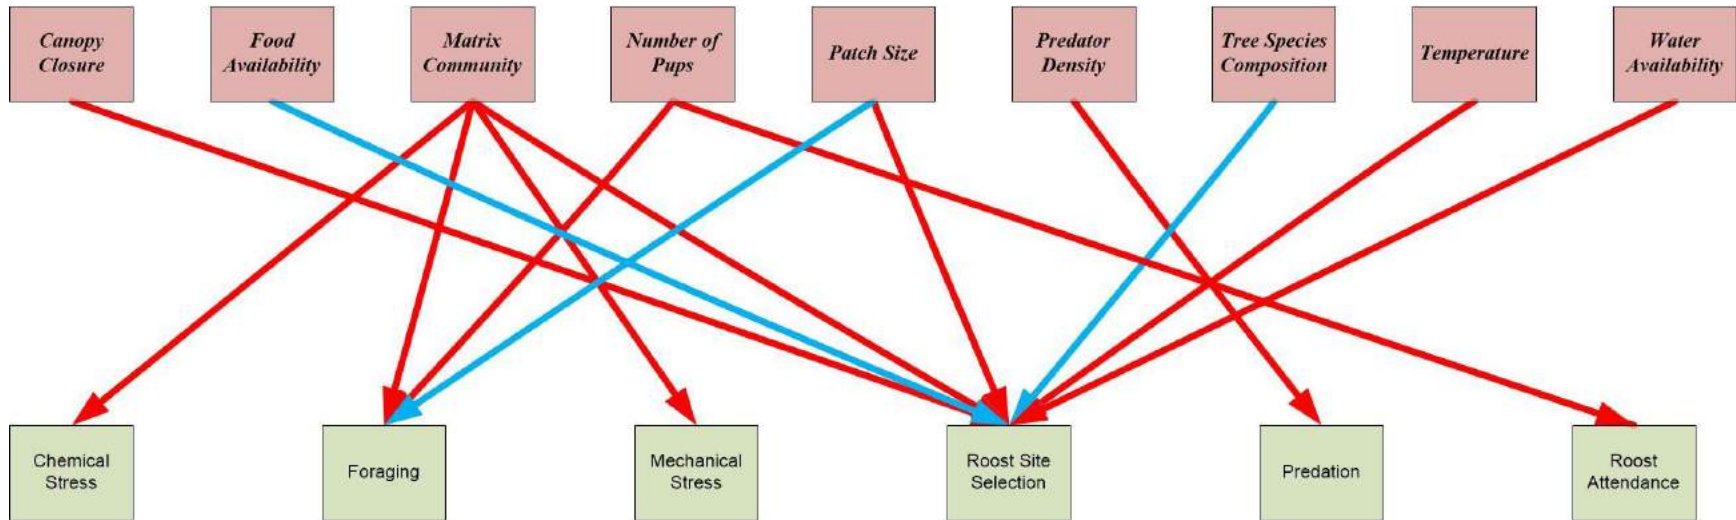 Canopy
Closure
Food
Availability
Matrix
Community
Number of
Pups
Patch Size
Predator
Density
Tree Species
Composition
Temperature
Water
Availability
Chemical
Stress
Foraging
Mechanical
Stress
Roost Site
Selection
Predation
Roost
Attendance